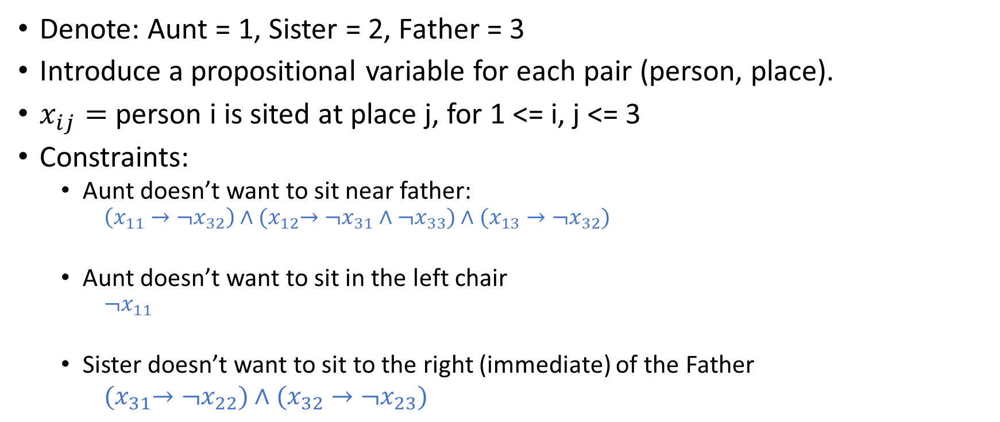 • Denote: Aunt = 1, Sister = 2, Father = 3
• Introduce a propositional variable for each pair (person, place).
• $x_{ij}$ = person i is sited at place j, for 1 <= i, j <= 3
• Constraints:
• Aunt doesn’t want to sit near father:
$(x_{11} \rightarrow \neg x_{32}) \wedge (x_{12} \rightarrow \neg x_{31} \wedge \neg x_{33}) \wedge (x_{13} \rightarrow \neg x_{32})$
• Aunt doesn’t want to sit in the left chair
$\neg x_{11}$
• Sister doesn’t want to sit to the right (immediate) of the Father
$(x_{31} \rightarrow \neg x_{22}) \wedge (x_{32} \rightarrow \neg x_{23})$